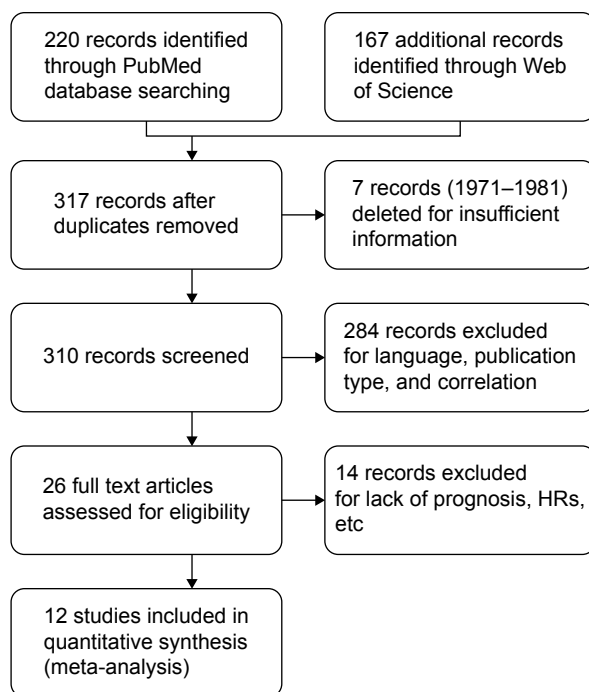 220 records identified
through PubMed
database searching
167 additional records
identified through Web
of Science
317 records after
duplicates removed
7 records (1971–1981)
deleted for insufficient
information
310 records screened
284 records excluded
for language, publication
type, and correlation
26 full text articles
assessed for eligibility
14 records excluded
for lack of prognosis, HRs,
etc
12 studies included in
quantitative synthesis
(meta-analysis)